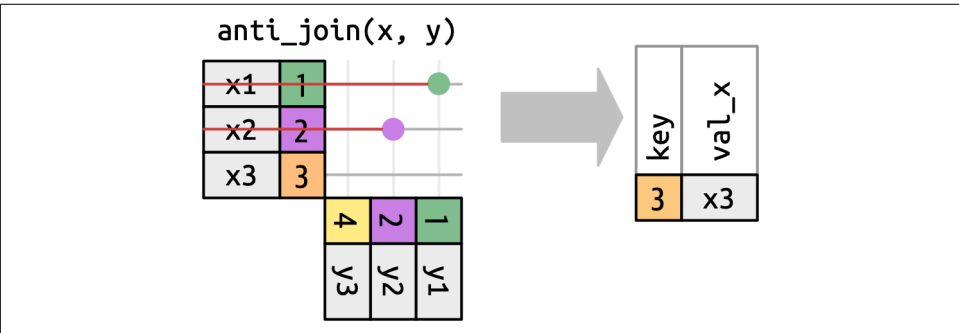 anti_join(x, y)
x1 1
x2 2
x3 3
4 2 1
y3 y2 y1
key val_x
3 x3